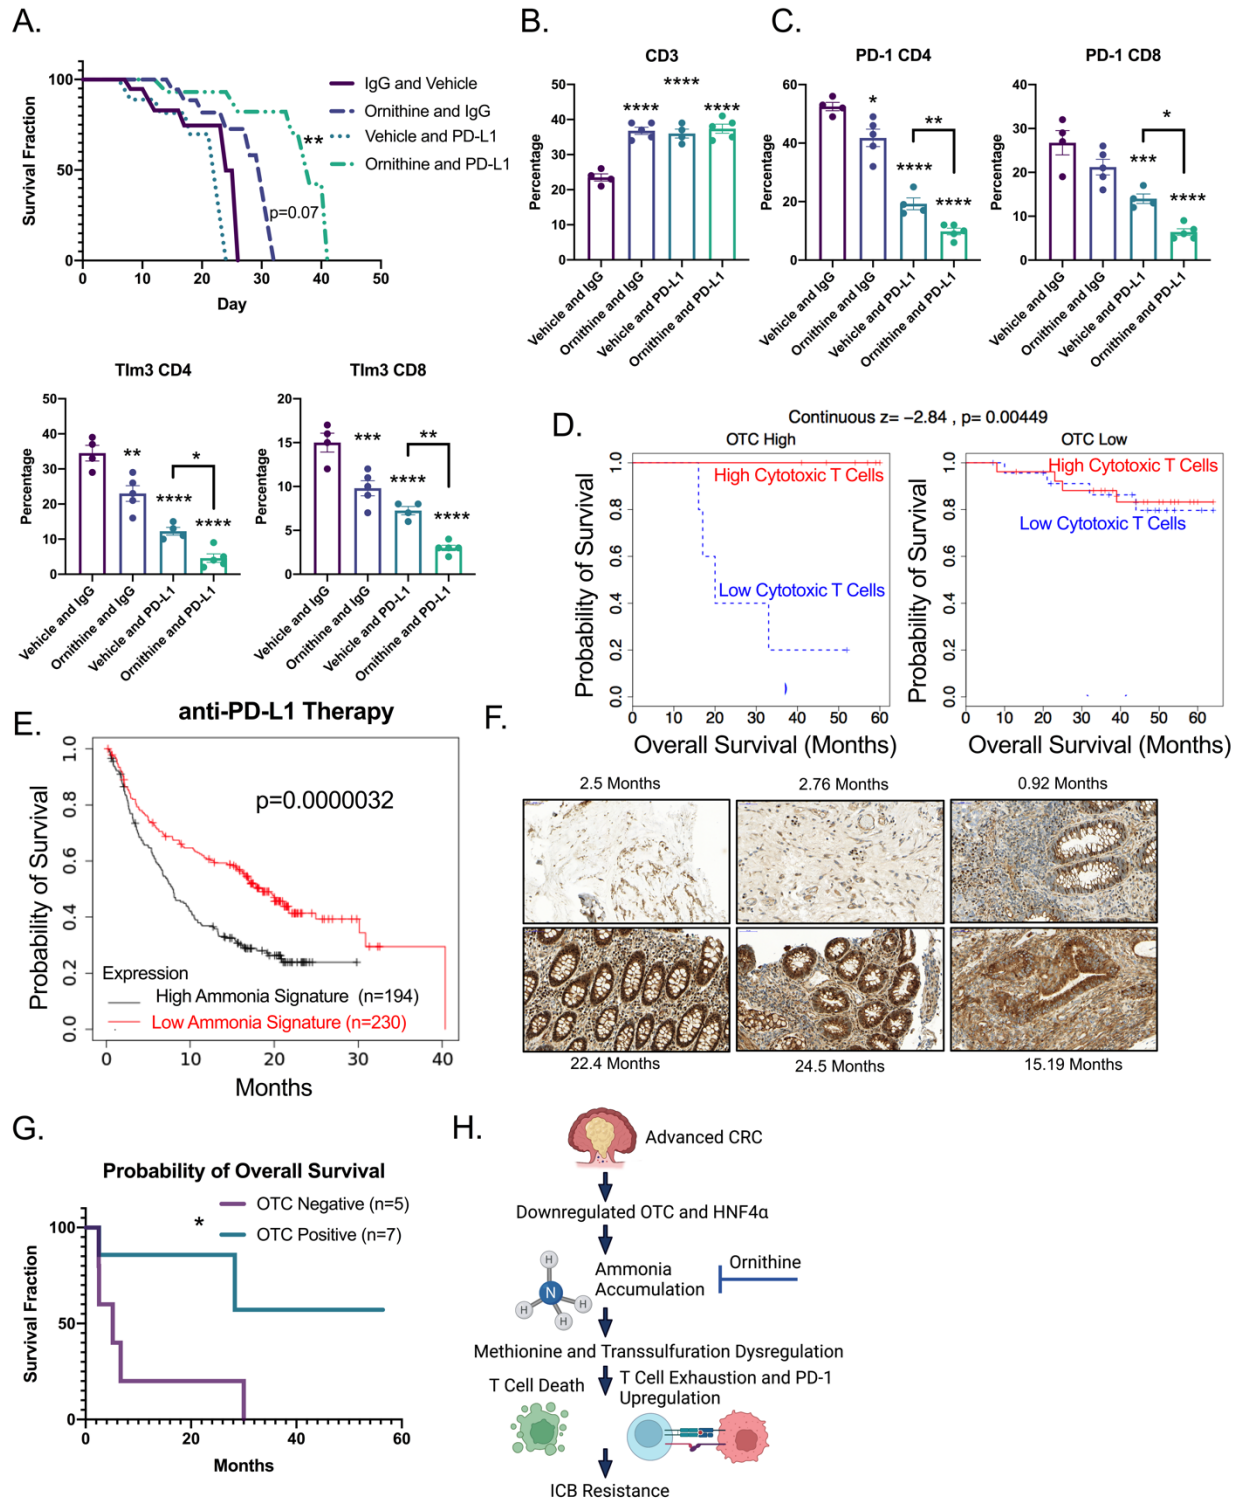 A.
Survival Fraction
100
50
0
0 10 20 30 40 50
Day
IgG and Vehicle
Ornithine and IgG
Vehicle and PD-L1
Ornithine and PD-L1
**
p=0.07
B.
CD3
Percentage
50
40
30
20
10
0
****
****
****
Vehicle and IgG
Ornithine and IgG
Vehicle and PD-L1
Ornithine and PD-L1
C.
PD-1 CD4
Percentage
60
40
20
0
*
**
****
****
Vehicle and IgG
Ornithine and IgG
Vehicle and PD-L1
Ornithine and PD-L1
PD-1 CD8
Percentage
40
30
20
10
0
*
***
****
Vehicle and IgG
Ornithine and IgG
Vehicle and PD-L1
Ornithine and PD-L1
TIm3 CD4
Percentage
50
40
30
20
10
0
**
*
****
****
Vehicle and IgG
Ornithine and IgG
Vehicle and PD-L1
Ornithine and PD-L1
TIm3 CD8
Percentage
20
15
10
5
0
***
**
****
****
Vehicle and IgG
Ornithine and IgG
Vehicle and PD-L1
Ornithine and PD-L1
D.
Continuous z= −2.84 , p= 0.00449
OTC High
Probability of Survival
1.0
0.8
0.6
0.4
0.2
0.0
High Cytotoxic T Cells
Low Cytotoxic T Cells
0 10 20 30 40 50 60
Overall Survival (Months)
OTC Low
Probability of Survival
1.0
0.8
0.6
0.4
0.2
0.0
High Cytotoxic T Cells
Low Cytotoxic T Cells
0 10 20 30 40 50 60
Overall Survival (Months)
E.
anti-PD-L1 Therapy
Probability of Survival
1.0
0.8
0.6
0.4
0.2
0.0
p=0.0000032
Expression
High Ammonia Signature (n=194)
Low Ammonia Signature (n=230)
0 10 20 30 40
Months
F.
2.5 Months
2.76 Months
0.92 Months
22.4 Months
24.5 Months
15.19 Months
G.
Probability of Overall Survival
OTC Negative (n=5)
OTC Positive (n=7)
*
Survival Fraction
100
50
0
0 20 40 60
Months
H.
Advanced CRC
Downregulated OTC and HNF4α
H
H
N
H
H
Ammonia
Accumulation
Ornithine
Methionine and Transsulfuration Dysregulation
T Cell Death
T Cell Exhaustion and PD-1
Upregulation
ICB Resistance